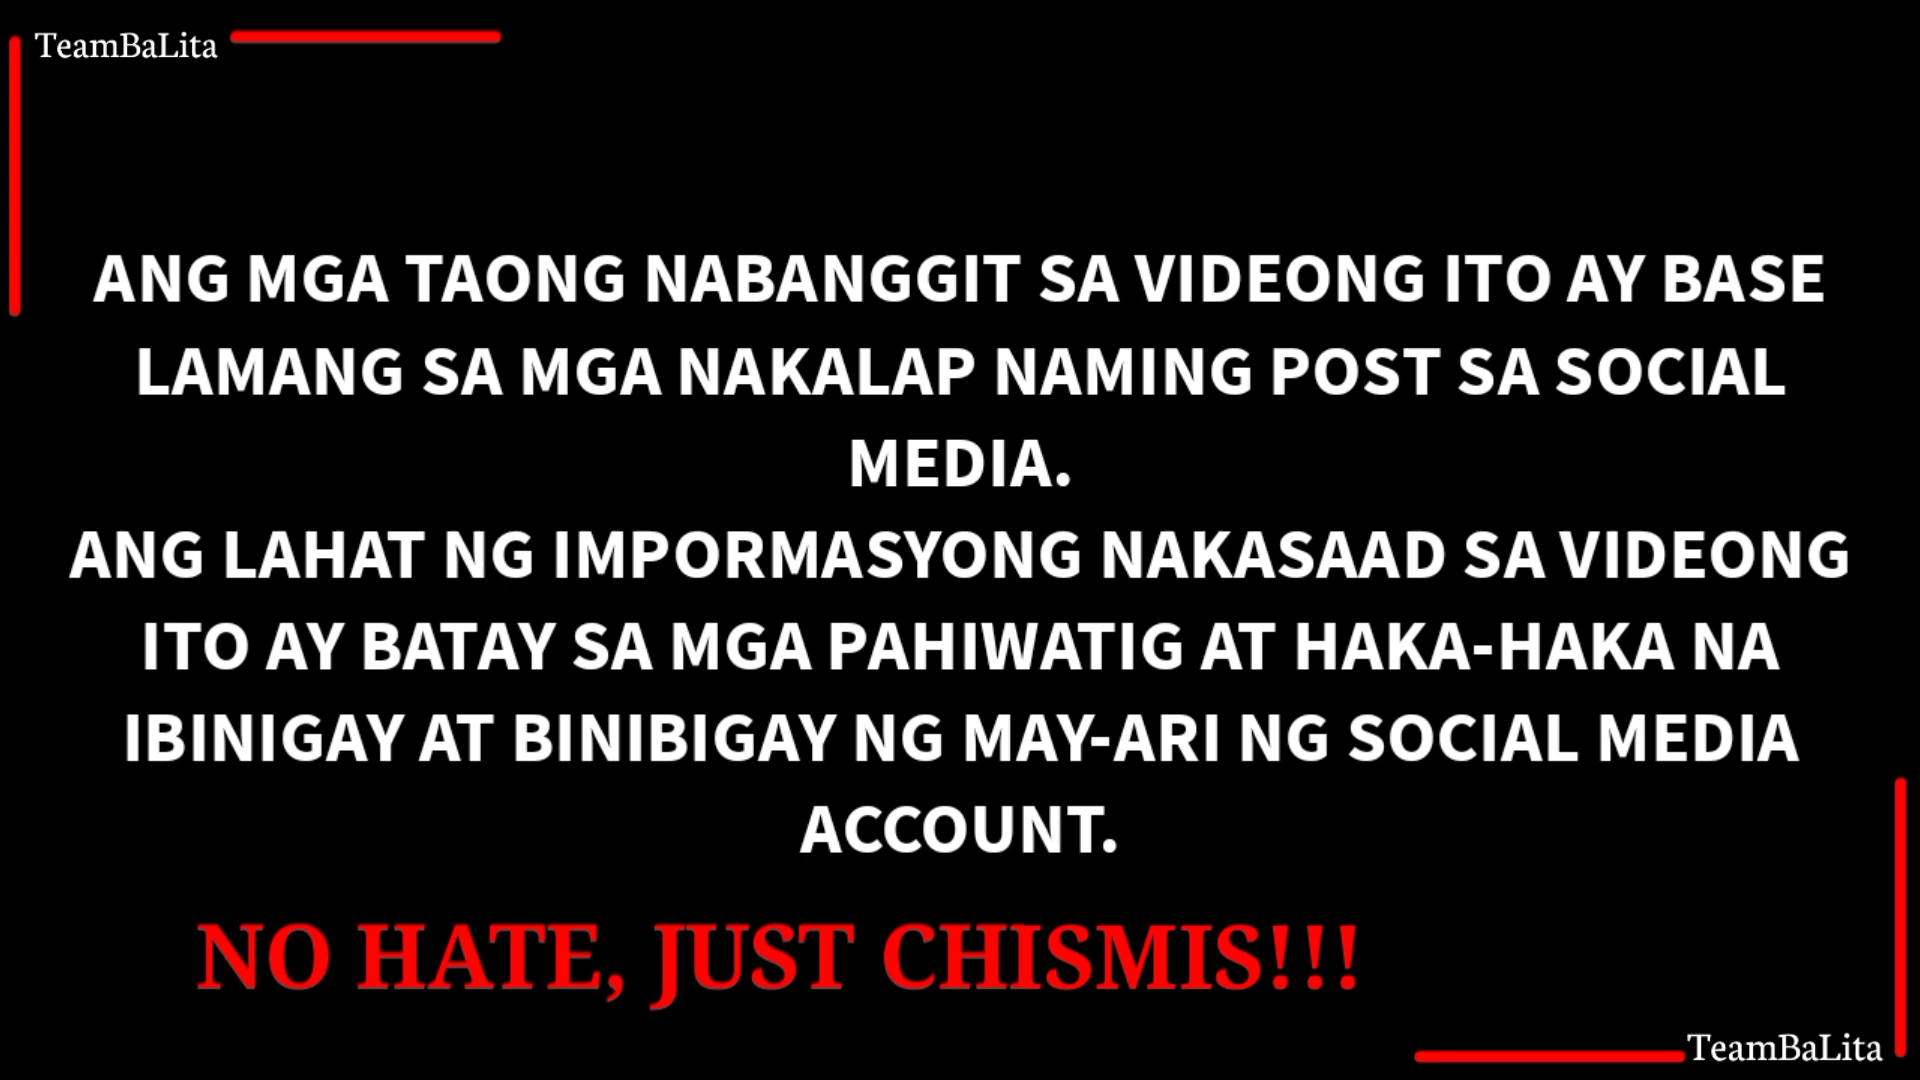 TeamBaLita
ANG MGA TAONG NABANGGIT SA VIDEONG ITO AY BASE
LAMANG SA MGA NAKALAP NAMING POST SA SOCIAL
MEDIA.
ANG LAHAT NG IMPORMASYONG NAKASAAD SA VIDEONG
ITO AY BATAY SA MGA PAHIWATIG AT HAKA-HAKA NA
IBINIGAY AT BINIBIGAY NG MAY-ARI NG SOCIAL MEDIA
ACCOUNT.
NO HATE, JUST CHISMIS!!!
TeamBaLita